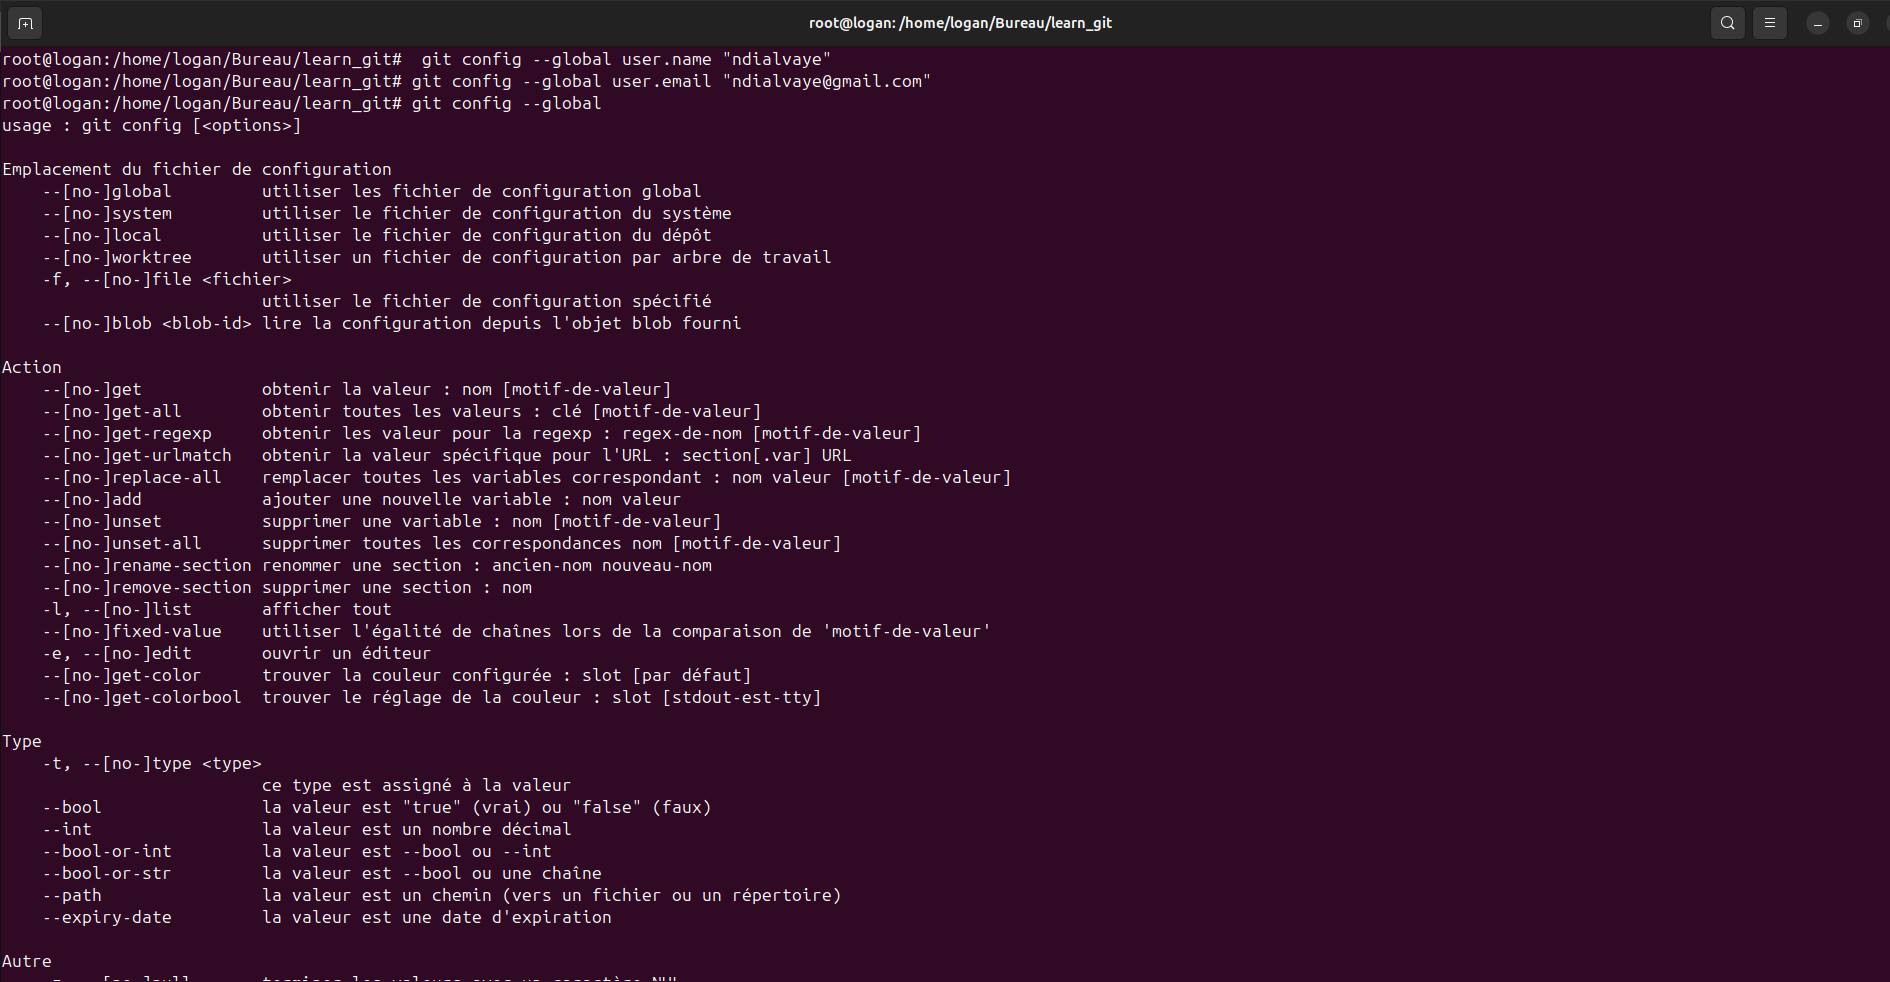 root@logan: /home/logan/Bureau/learn_git
root@logan:/home/logan/Bureau/learn_git#  git config --global user.name "ndialvaye"
root@logan:/home/logan/Bureau/learn_git# git config --global user.email "ndialvaye@gmail.com"
root@logan:/home/logan/Bureau/learn_git# git config --global
usage : git config [<options>]

Emplacement du fichier de configuration
    --[no-]global         utiliser les fichier de configuration global
    --[no-]system         utiliser le fichier de configuration du système
    --[no-]local          utiliser le fichier de configuration du dépôt
    --[no-]worktree       utiliser un fichier de configuration par arbre de travail
    -f, --[no-]file <fichier>
                          utiliser le fichier de configuration spécifié
    --[no-]blob <blob-id> lire la configuration depuis l'objet blob fourni

Action
    --[no-]get            obtenir la valeur : nom [motif-de-valeur]
    --[no-]get-all        obtenir toutes les valeurs : clé [motif-de-valeur]
    --[no-]get-regexp     obtenir les valeur pour la regexp : regex-de-nom [motif-de-valeur]
    --[no-]get-urlmatch   obtenir la valeur spécifique pour l'URL : section[.var] URL
    --[no-]replace-all    remplacer toutes les variables correspondant : nom valeur [motif-de-valeur]
    --[no-]add            ajouter une nouvelle variable : nom valeur
    --[no-]unset          supprimer une variable : nom [motif-de-valeur]
    --[no-]unset-all      supprimer toutes les correspondances nom [motif-de-valeur]
    --[no-]rename-section renommer une section : ancien-nom nouveau-nom
    --[no-]remove-section supprimer une section : nom
    -l, --[no-]list       afficher tout
    --[no-]fixed-value    utiliser l'égalité de chaînes lors de la comparaison de 'motif-de-valeur'
    -e, --[no-]edit       ouvrir un éditeur
    --[no-]get-color      trouver la couleur configurée : slot [par défaut]
    --[no-]get-colorbool  trouver le réglage de la couleur : slot [stdout-est-tty]

Type
    -t, --[no-]type <type>
                          ce type est assigné à la valeur
    --bool                la valeur est "true" (vrai) ou "false" (faux)
    --int                 la valeur est un nombre décimal
    --bool-or-int         la valeur est --bool ou --int
    --bool-or-str         la valeur est --bool ou une chaîne
    --path                la valeur est un chemin (vers un fichier ou un répertoire)
    --expiry-date         la valeur est une date d'expiration

Autre